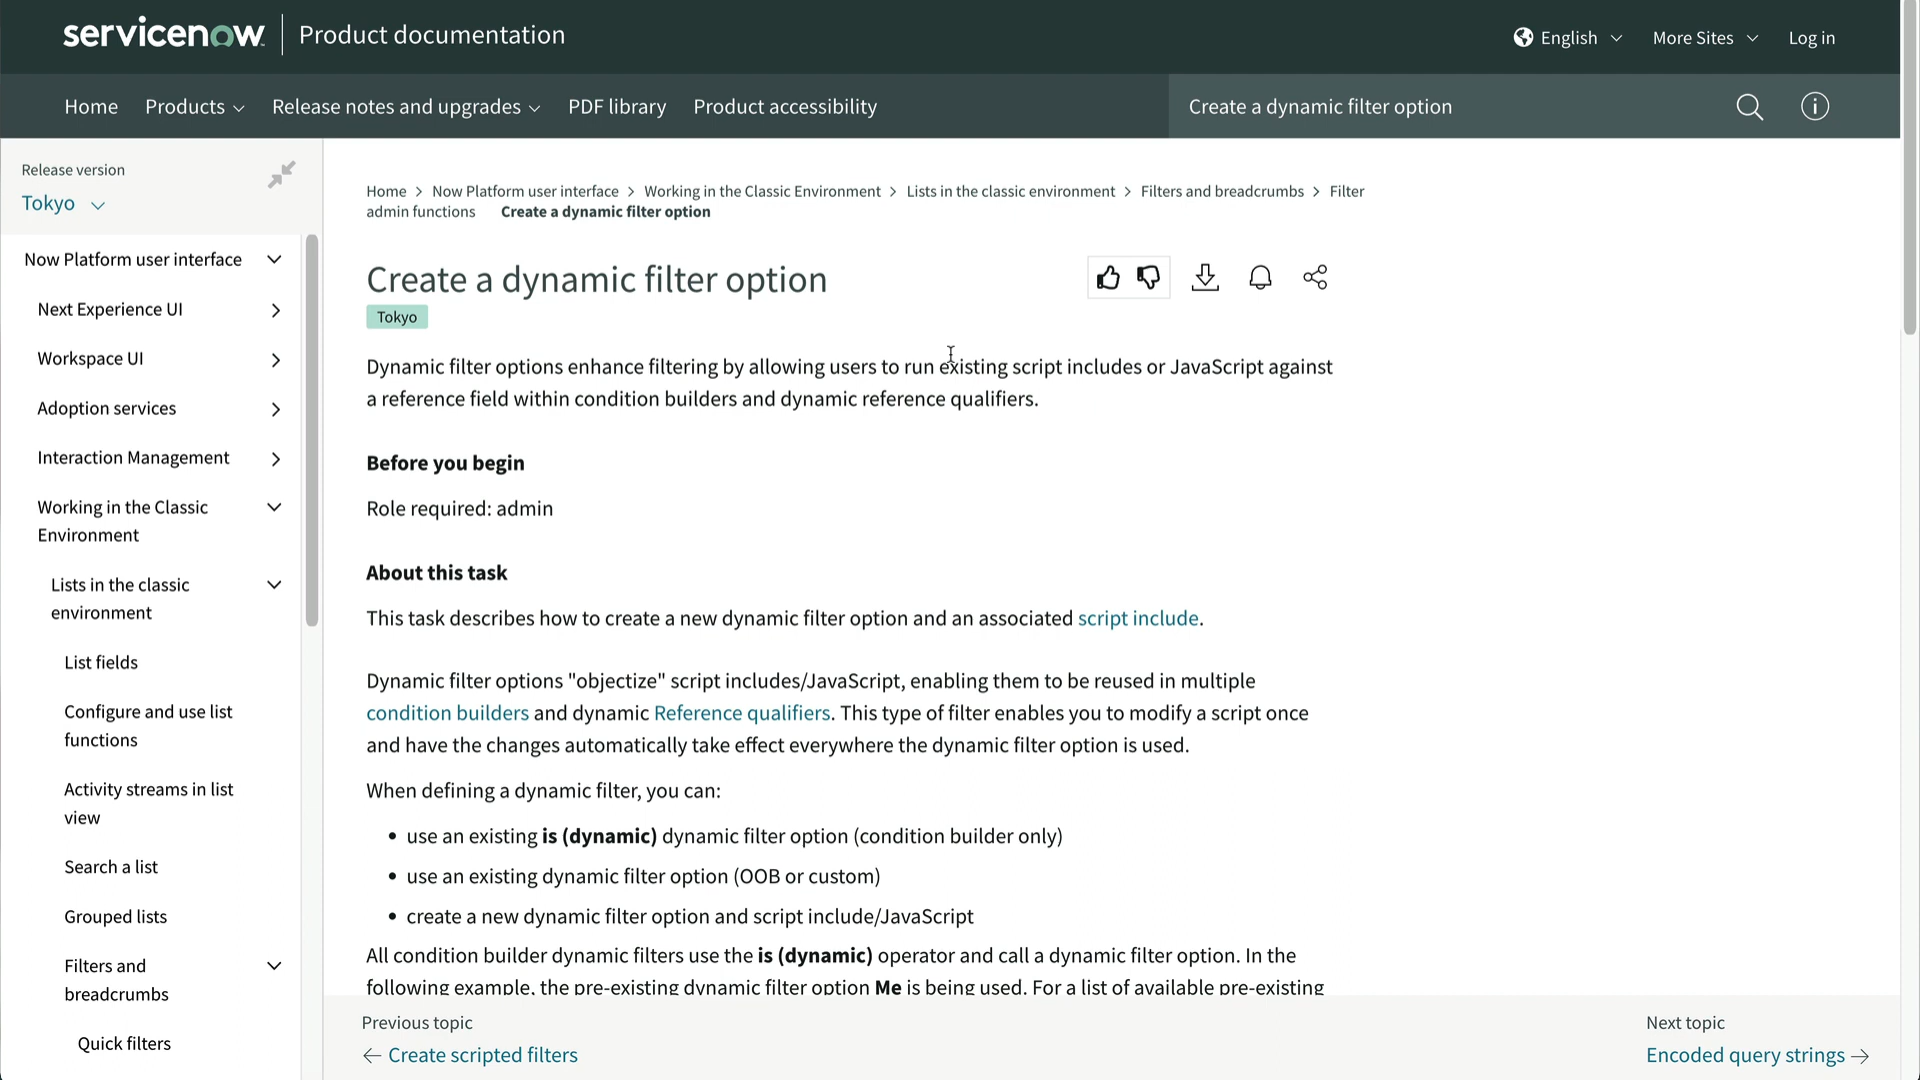 servicenow. Product documentation English More Sites Log in
Home Products Release notes and upgrades PDF library Product accessibility Create a dynamic filter option
Release version
Tokyo
Now Platform user interface
Next Experience UI
Workspace UI
Adoption services
Interaction Management
Working in the Classic
Environment
Lists in the classic
environment
List fields
Configure and use list
functions
Activity streams in list
view
Search a list
Grouped lists
Filters and
breadcrumbs
Quick filters
Home > Now Platform user interface > Working in the Classic Environment > Lists in the classic environment > Filters and breadcrumbs > Filter
admin functions Create a dynamic filter option
Create a dynamic filter option
Tokyo
Dynamic filter options enhance filtering by allowing users to run existing script includes or JavaScript against
a reference field within condition builders and dynamic reference qualifiers.
Before you begin
Role required: admin
About this task
This task describes how to create a new dynamic filter option and an associated script include.
Dynamic filter options "objectize" script includes/JavaScript, enabling them to be reused in multiple
condition builders and dynamic Reference qualifiers. This type of filter enables you to modify a script once
and have the changes automatically take effect everywhere the dynamic filter option is used.
When defining a dynamic filter, you can:
• use an existing is (dynamic) dynamic filter option (condition builder only)
• use an existing dynamic filter option (OOB or custom)
• create a new dynamic filter option and script include/JavaScript
All condition builder dynamic filters use the is (dynamic) operator and call a dynamic filter option. In the
following example, the pre-existing dynamic filter option Me is being used. For a list of available pre-existing
Previous topic
← Create scripted filters
Next topic
Encoded query strings →